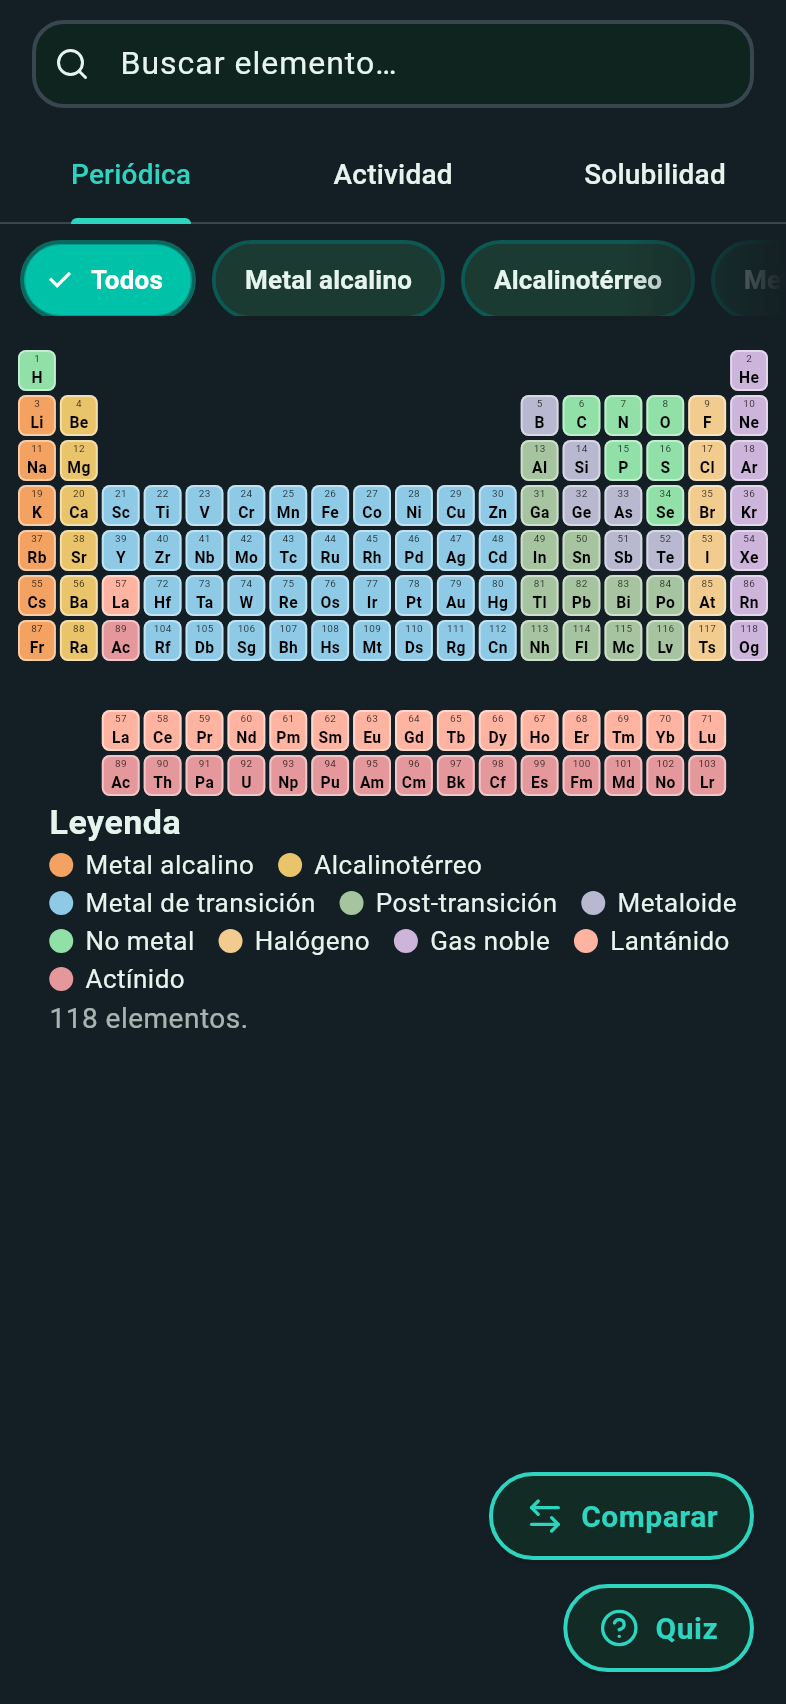 Buscar elemento...
Periódica Actividad Solubilidad
Todos Metal alcalino Alcalinotérreo Me
1 2
H He
3 4 5 6 7 8 9 10
Li Be B C N O F Ne
11 12 13 14 15 16 17 18
Na Mg Al Si P S Cl Ar
19 20 21 22 23 24 25 26 27 28 29 30 31 32 33 34 35 36
K Ca Sc Ti V Cr Mn Fe Co Ni Cu Zn Ga Ge As Se Br Kr
37 38 39 40 41 42 43 44 45 46 47 48 49 50 51 52 53 54
Rb Sr Y Zr Nb Mo Tc Ru Rh Pd Ag Cd In Sn Sb Te I Xe
55 56 57 72 73 74 75 76 77 78 79 80 81 82 83 84 85 86
Cs Ba La Hf Ta W Re Os Ir Pt Au Hg Tl Pb Bi Po At Rn
87 88 89 104 105 106 107 108 109 110 111 112 113 114 115 116 117 118
Fr Ra Ac Rf Db Sg Bh Hs Mt Ds Rg Cn Nh Fl Mc Lv Ts Og
57 58 59 60 61 62 63 64 65 66 67 68 69 70 71
La Ce Pr Nd Pm Sm Eu Gd Tb Dy Ho Er Tm Yb Lu
89 90 91 92 93 94 95 96 97 98 99 100 101 102 103
Ac Th Pa U Np Pu Am Cm Bk Cf Es Fm Md No Lr
Leyenda
Metal alcalino Alcalinotérreo
Metal de transición Post-transición Metaloide
No metal Halógeno Gas noble Lantánido
Actínido
118 elementos.
Comparar
Quiz